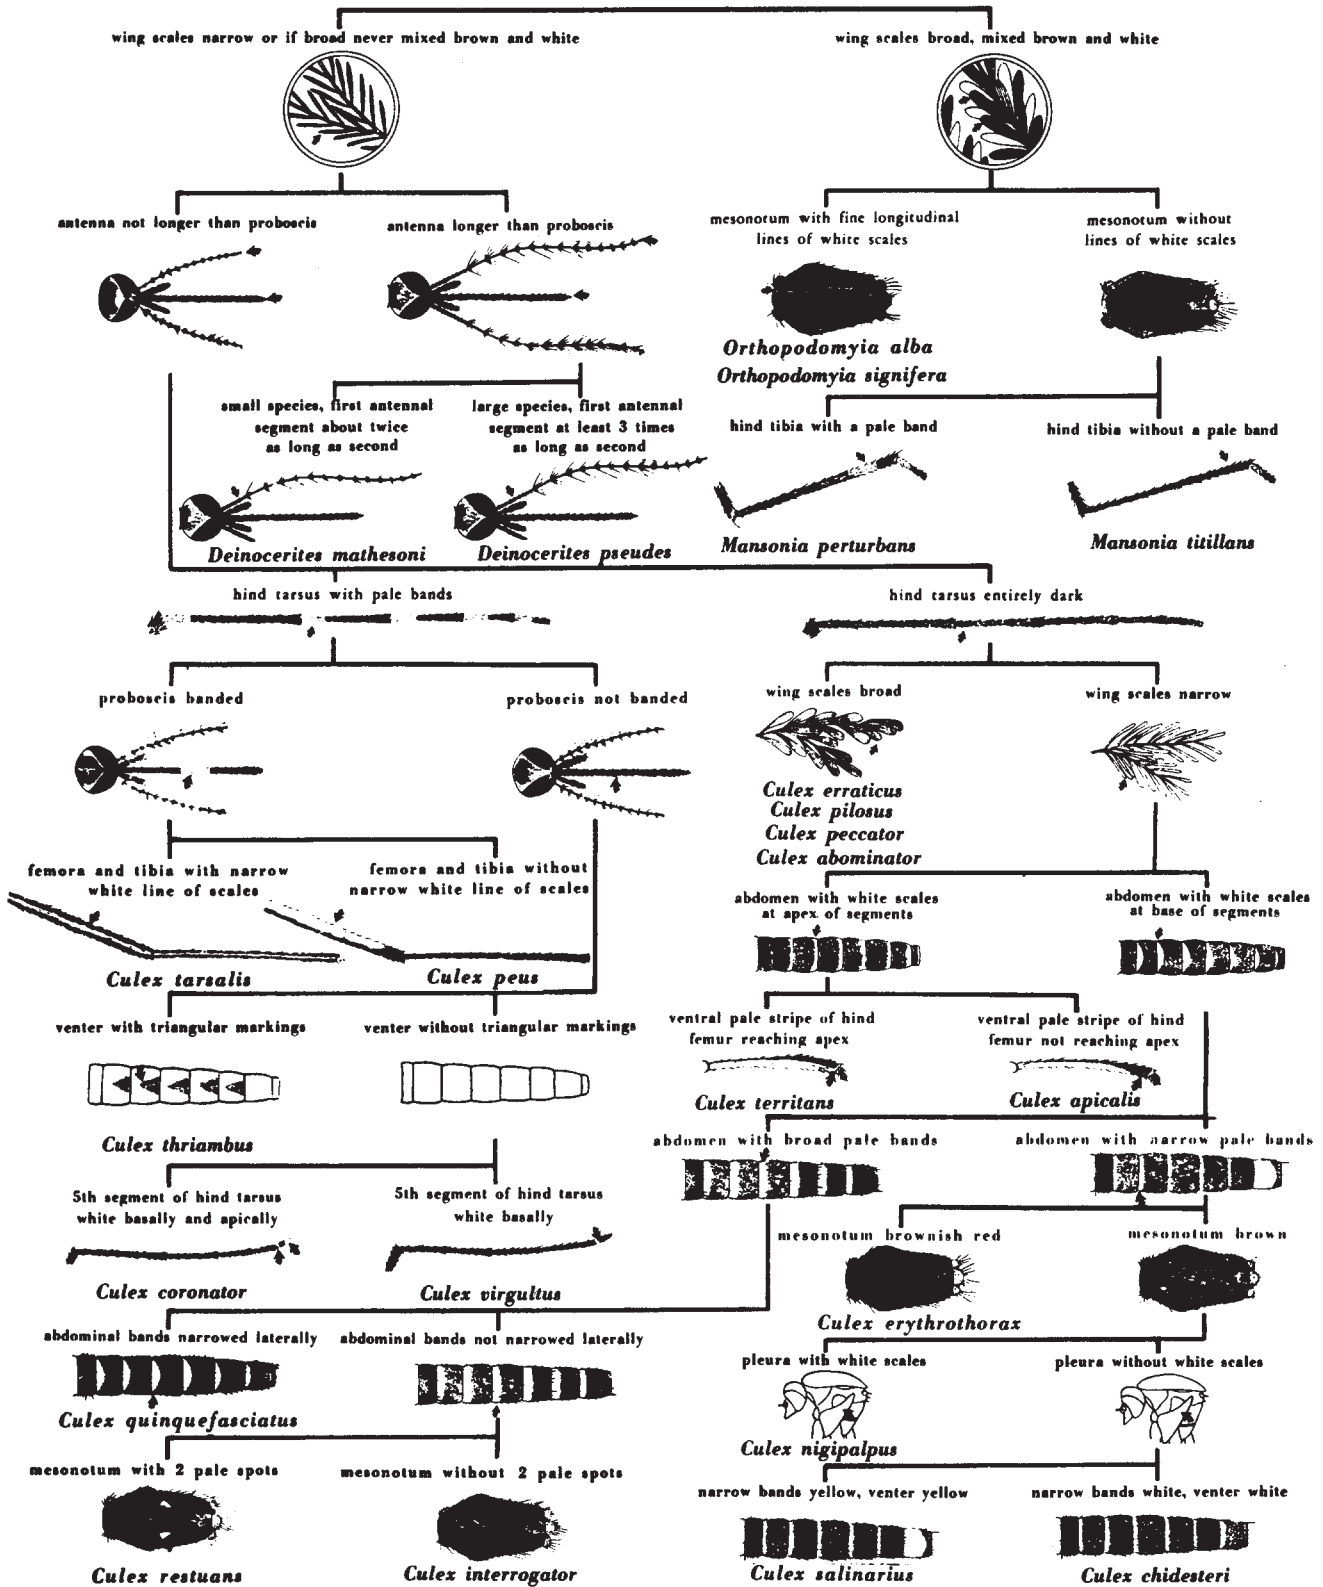 wing scales narrow or if broad never mixed brown and white
wing scales broad, mixed brown and white
antenna not longer than proboscis
antenna longer than proboscis
mesonotum with fine longitudinal
lines of white scales
mesonotum without
lines of white scales
Orthopodomyia alba
Orthopodomyia signifera
small species, first antennal
segment about twice
as long as second
large species, first antennal
segment at least 3 times
as long as second
hind tibia with a pale band
hind tibia without a pale band
Deinocerites mathesoni
Deinocerites pseudes
Mansonia perturbans
Mansonia titillans
hind tarsus with pale bands
hind tarsus entirely dark
proboscis banded
proboscis not banded
wing scales broad
wing scales narrow
Culex erraticus
Culex pilosus
Culex peccator
Culex abominator
femora and tibia with narrow
white line of scales
femora and tibia without
narrow white line of scales
abdomen with white scales
at apex of segments
abdomen with white scales
at base of segments
Culex tarsalis
Culex peus
venter with triangular markings
venter without triangular markings
ventral pale stripe of hind
femur reaching apex
ventral pale stripe of hind
femur not reaching apex
Culex territans
Culex apicalis
Culex thriambus
abdomen with broad pale bands
abdomen with narrow pale bands
5th segment of hind tarsus
white basally and apically
5th segment of hind tarsus
white basally
mesonotum brownish red
mesonotum brown
Culex coronator
Culex virgultus
Culex erythrothorax
abdominal bands narrowed laterally
abdominal bands not narrowed laterally
pleura with white scales
pleura without white scales
Culex quinquefasciatus
Culex nigipalpus
mesonotum with 2 pale spots
mesonotum without 2 pale spots
narrow bands yellow, venter yellow
narrow bands white, venter white
Culex restuans
Culex interrogator
Culex salinarius
Culex chidesteri